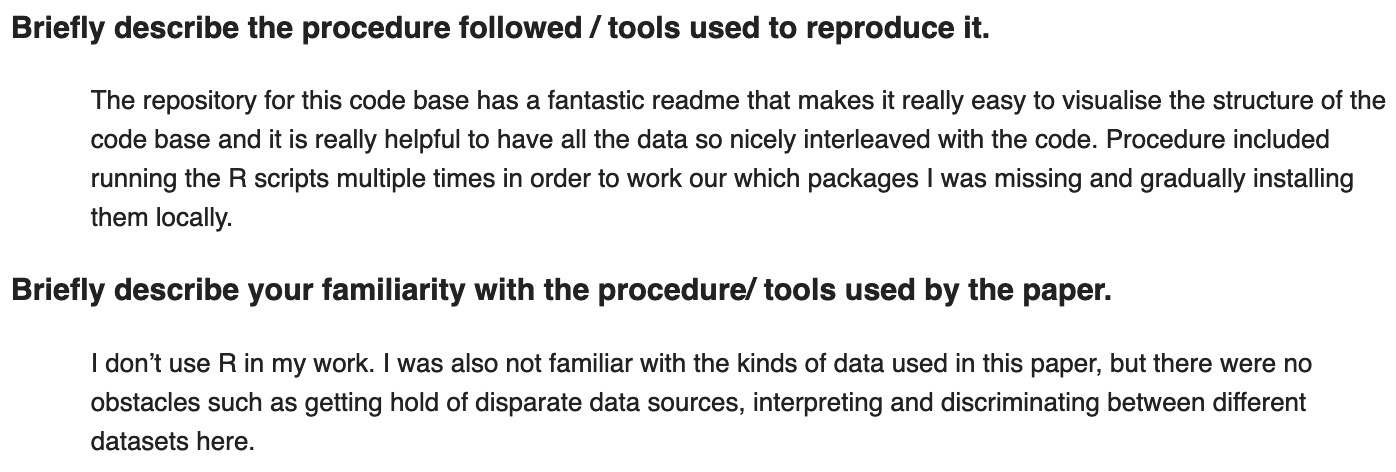 Briefly describe the procedure followed / tools used to reproduce it.
The repository for this code base has a fantastic readme that makes it really easy to visualise the structure of the
code base and it is really helpful to have all the data so nicely interleaved with the code. Procedure included
running the R scripts multiple times in order to work our which packages I was missing and gradually installing
them locally.
Briefly describe your familiarity with the procedure/ tools used by the paper.
I don’t use R in my work. I was also not familiar with the kinds of data used in this paper, but there were no
obstacles such as getting hold of disparate data sources, interpreting and discriminating between different
datasets here.